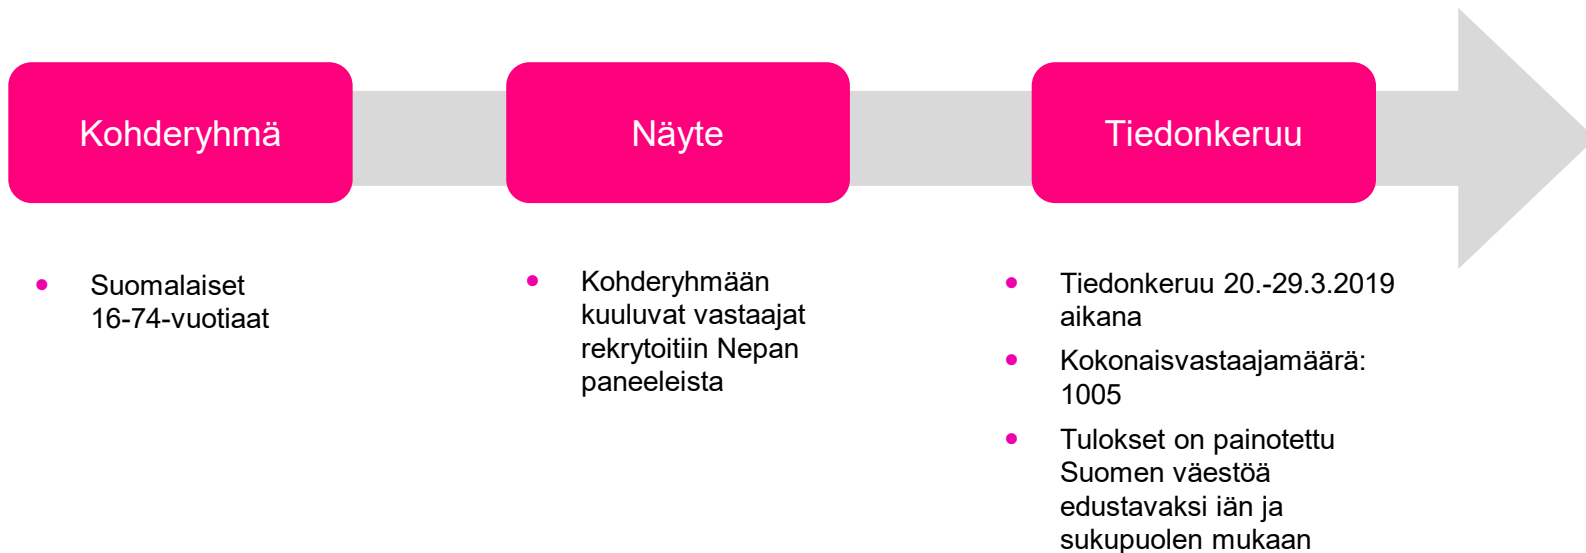 Kohderyhmä
Näyte
Tiedonkeruu
• Suomalaiset
16-74-vuotiaat
• Kohderyhmään
kuuluvat vastaajat
rekrytoitiin Nepan
paneeleista
• Tiedonkeruu 20.-29.3.2019
aikana
• Kokonaisvastaajamäärä:
1005
• Tulokset on painotettu
Suomen väestöä
edustavaksi iän ja
sukupuolen mukaan